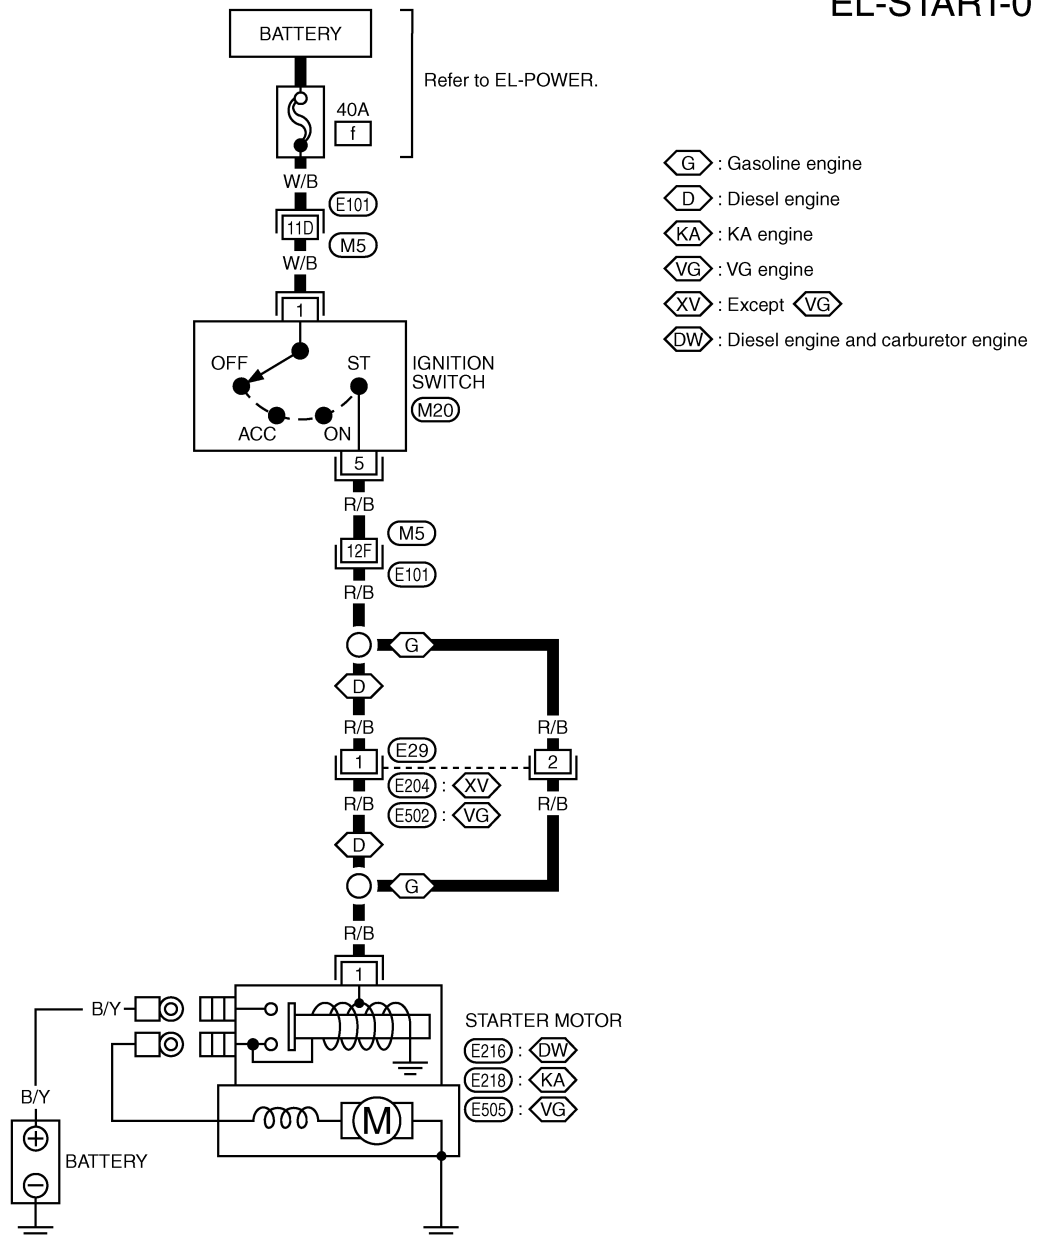 EL-START-0
BATTERY
Refer to EL-POWER.
40A
f
W/B
E101
11D
M5
W/B
1
OFF
ST
ACC
ON
IGNITION
SWITCH
M20
5
R/B
M5
12F
E101
R/B
G
D
R/B
R/B
1
E29
2
E204 : XV
R/B
R/B
E502 : VG
D
G
R/B
1
B/Y
STARTER MOTOR
E216 : DW
E218 : KA
E505 : VG
M
B/Y
BATTERY
G : Gasoline engine
D : Diesel engine
KA : KA engine
VG : VG engine
XV : Except VG
DW : Diesel engine and carburetor engine